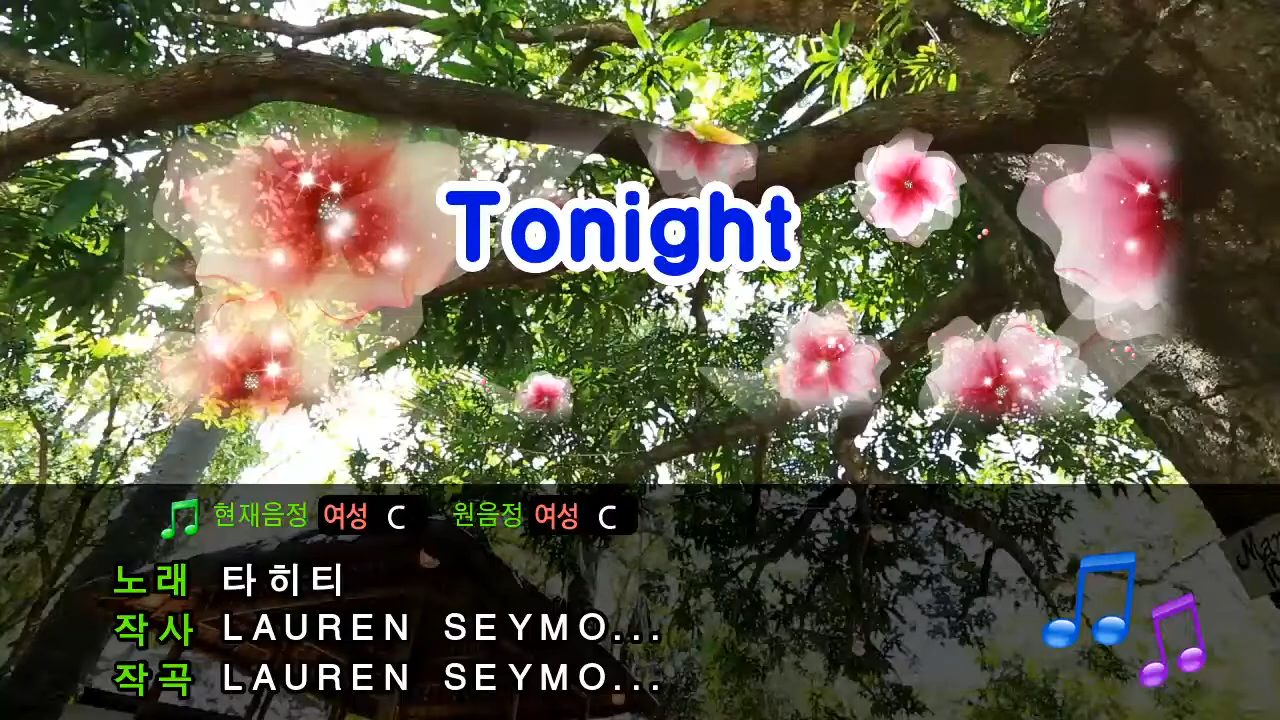 Tonight
현재음정 여성 C 원음정 여성 C
노래 타히티
작사 LAUREN SEYMO...
작곡 LAUREN SEYMO...